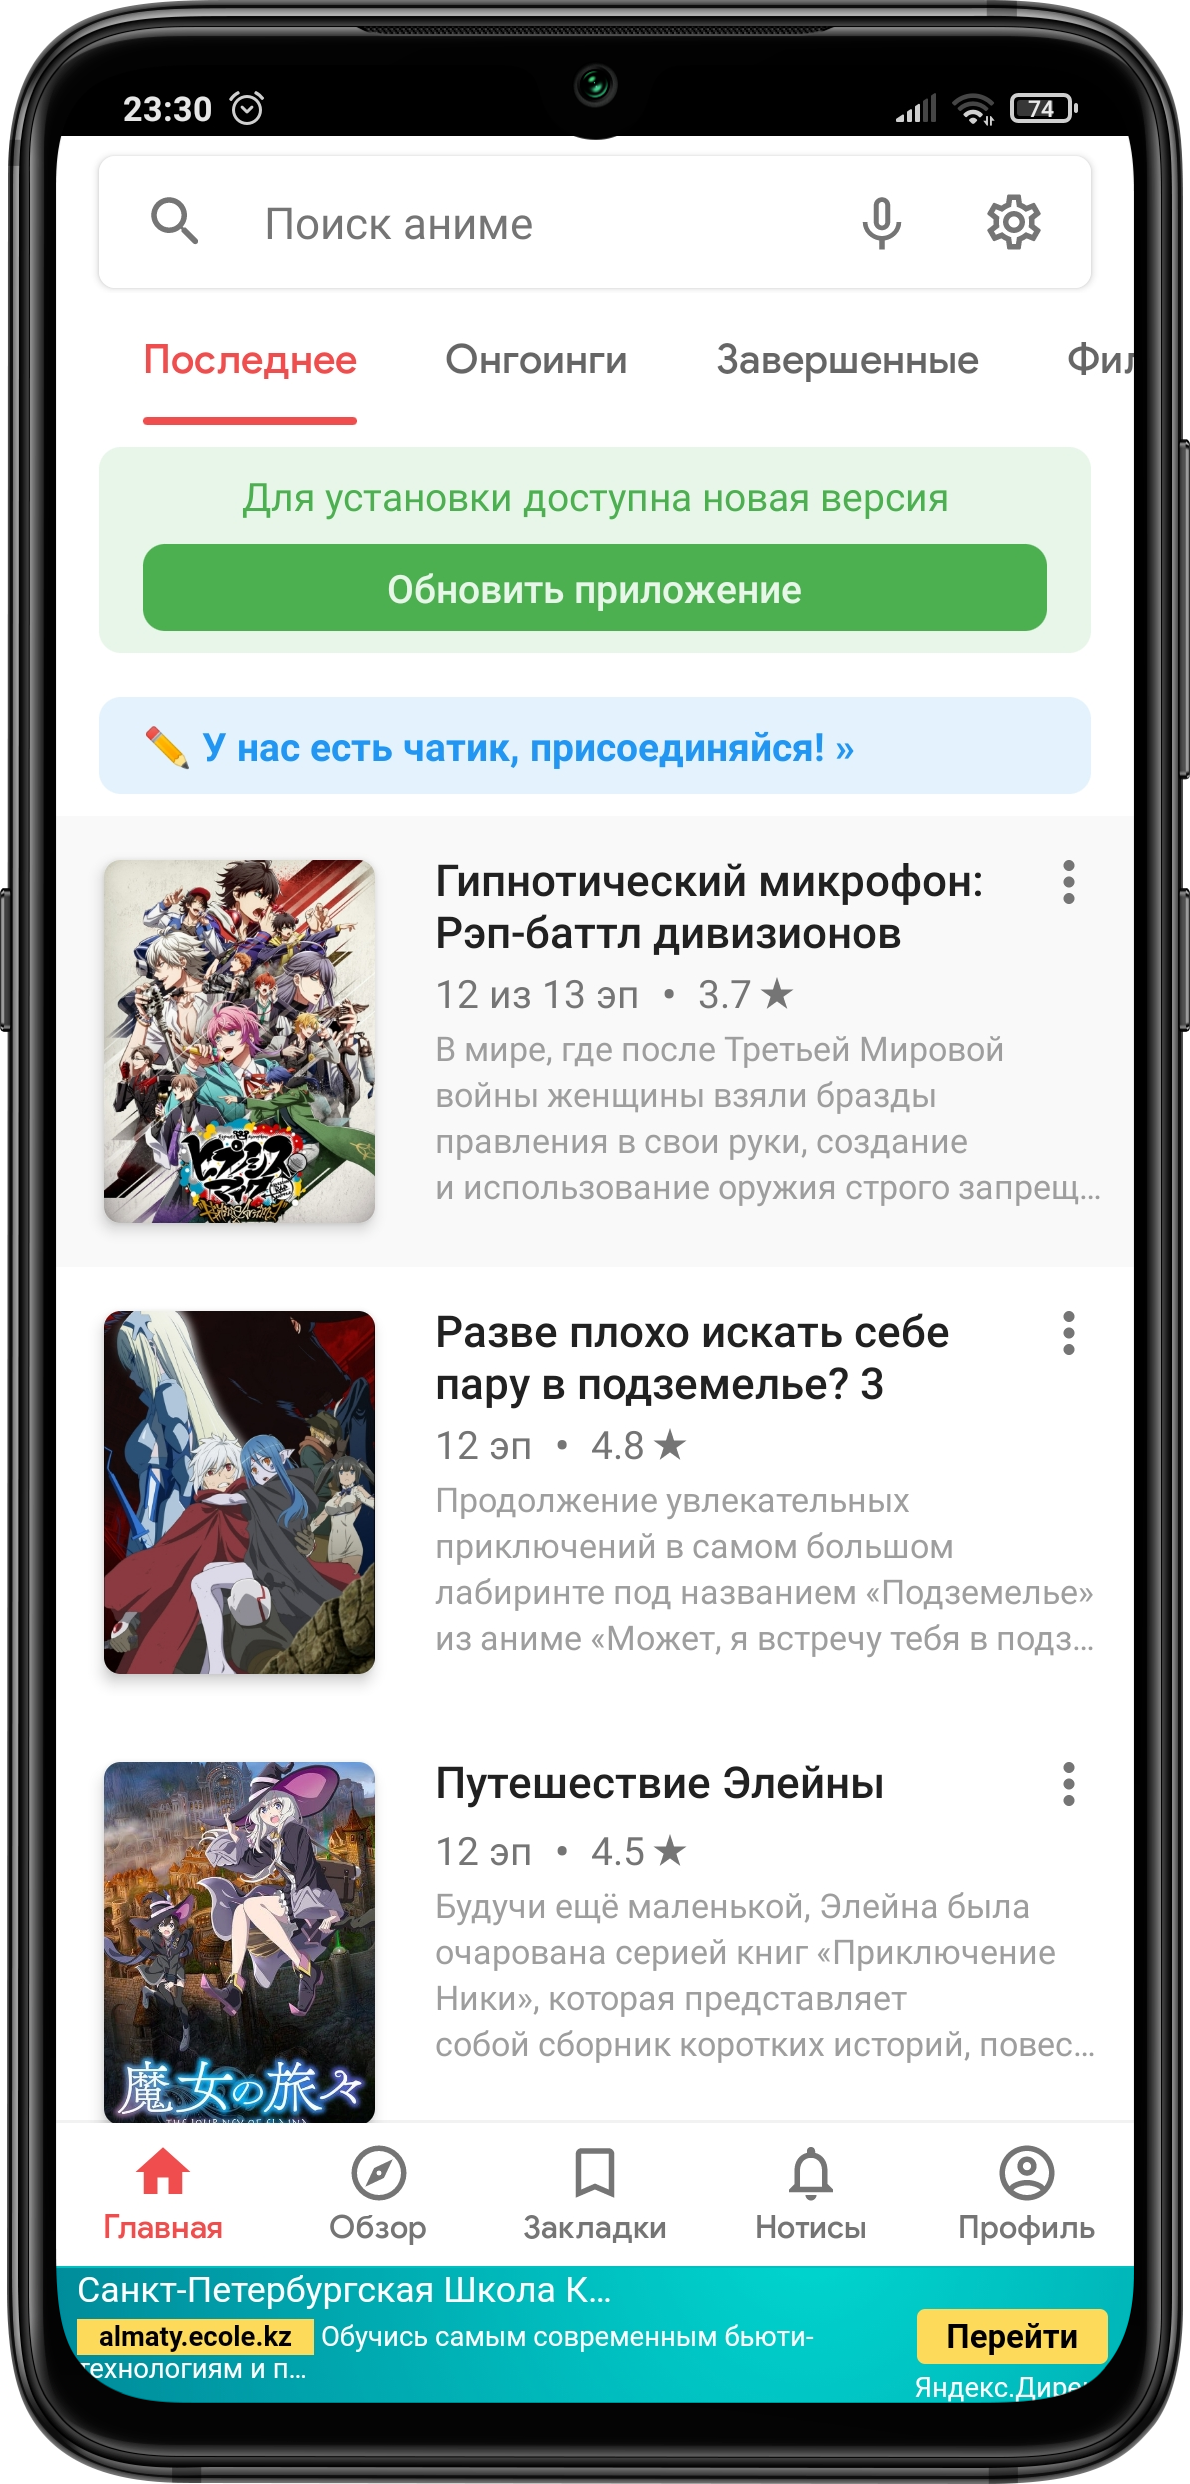 23:30
74
Поиск аниме
Последнее Онгоинги Завершенные Фил
Для установки доступна новая версия
Обновить приложение
У нас есть чатик, присоединяйся! »
Гипнотический микрофон:
Рэп-баттл дивизионов
12 из 13 эп • 3.7 ★
В мире, где после Третьей Мировой
войны женщины взяли бразды
правления в свои руки, создание
и использование оружия строго запрещ...
ヒプノシス
マイク
Разве плохо искать себе
пару в подземелье? 3
12 эп • 4.8 ★
Продолжение увлекательных
приключений в самом большом
лабиринте под названием «Подземелье»
из аниме «Может, я встречу тебя в подз...
Путешествие Элейны
12 эп • 4.5 ★
Будучи ещё маленькой, Элейна была
очарована серией книг «Приключение
Ники», которая представляет
собой сборник коротких историй, повес...
魔女の旅々
THE JOURNEY OF ELAINA
Главная Обзор Закладки Нотисы Профиль
Санкт-Петербургская Школа К...
almaty.ecole.kz Обучись самым современным бьюти-
технологиям и п...
Перейти
Яндекс.Дире